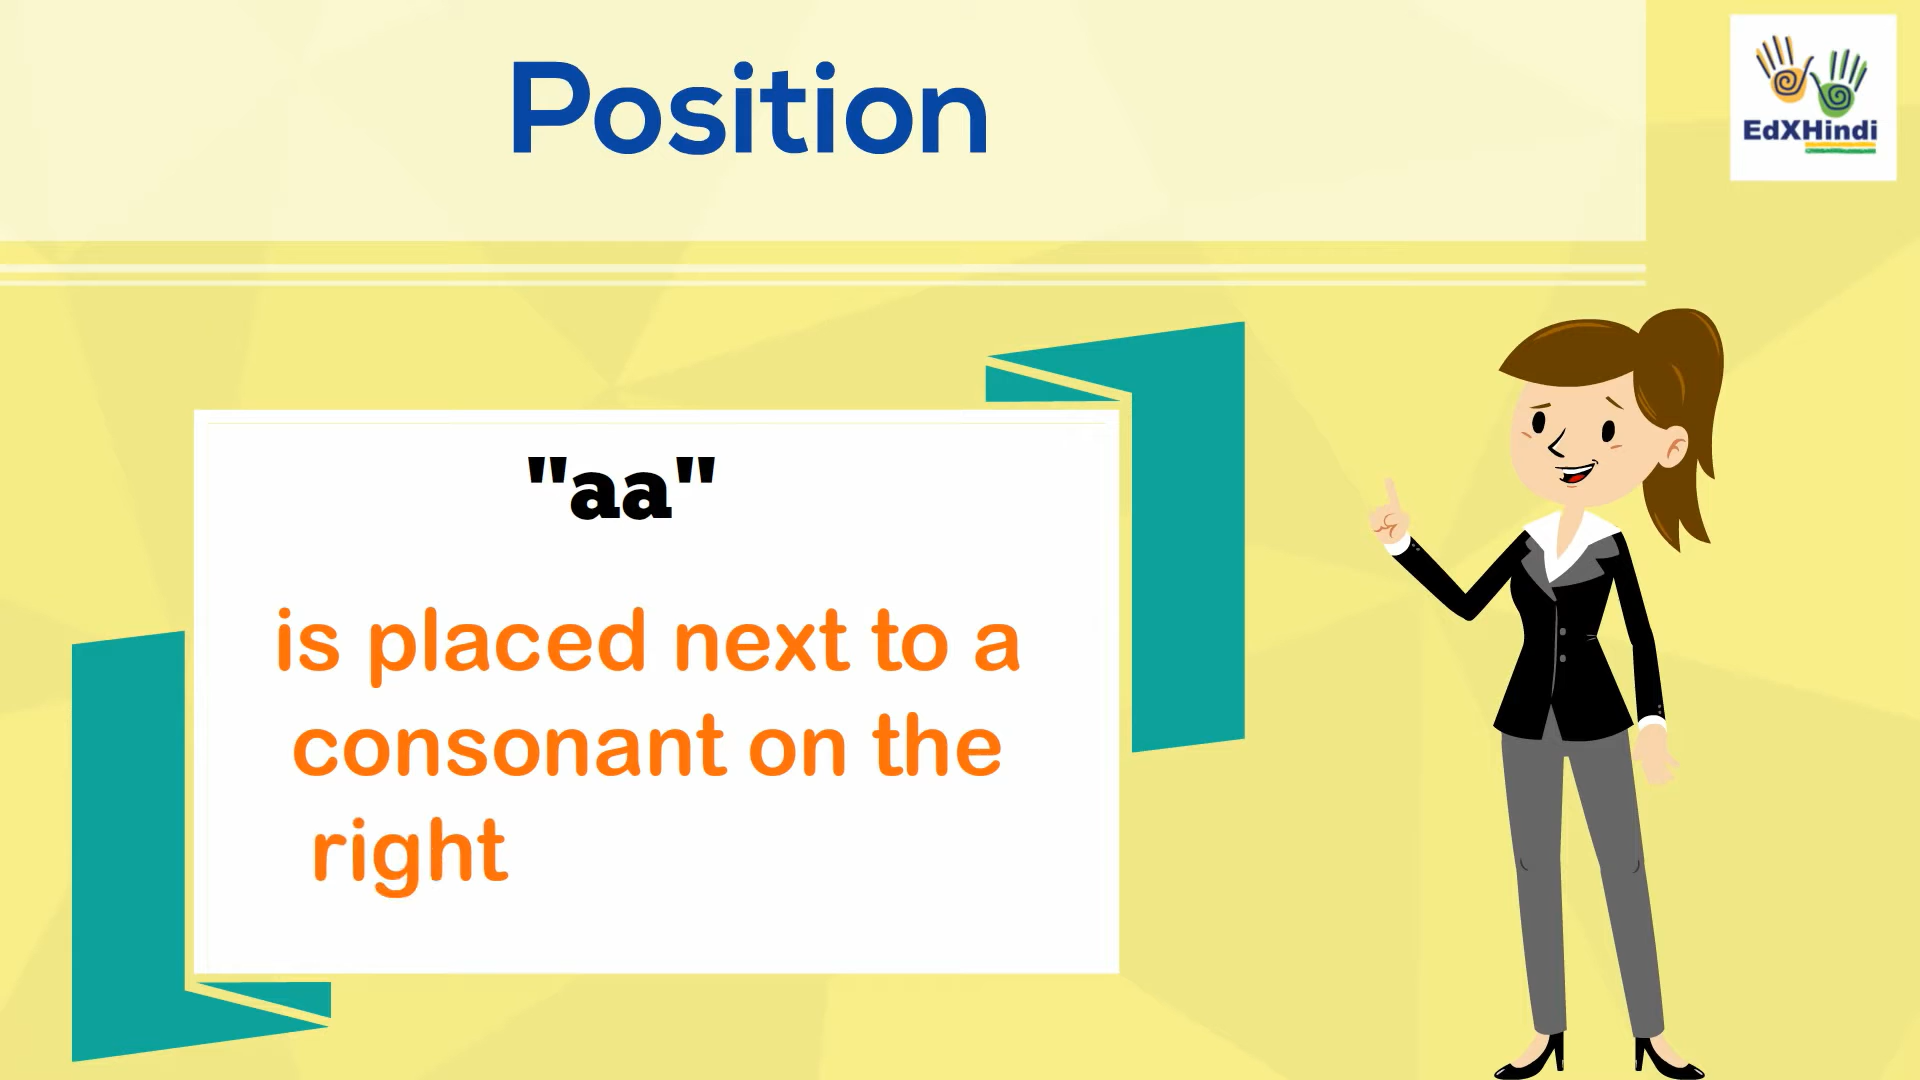 Position
EdXHindi
"aa"
is placed next to a
consonant on the
right